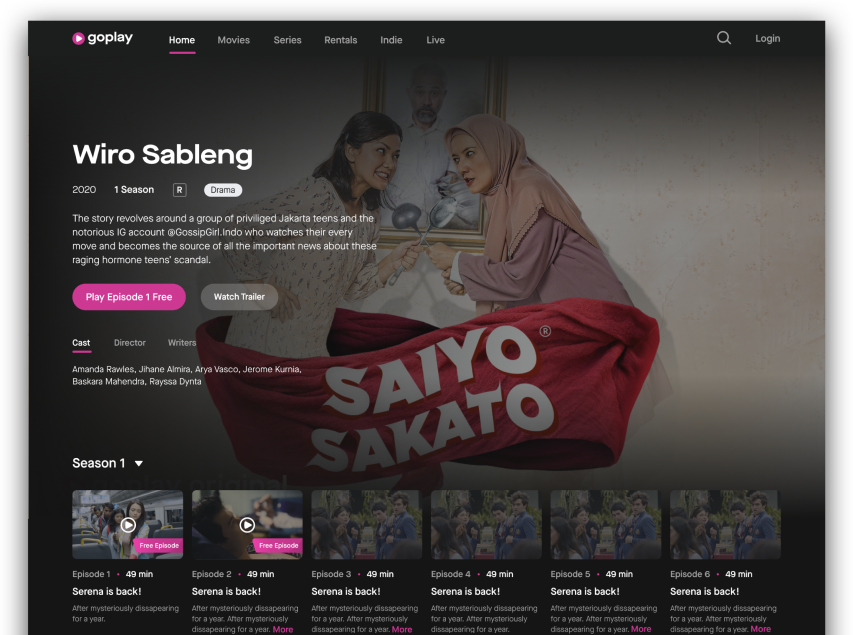 goplay
Home
Movies
Series
Rentals
Indie
Live
Login
Wiro Sableng
2020
1 Season
R
Drama
The story revolves around a group of priviliged Jakarta teens and the
notorious IG account @GossipGirl.Indo who watches their every
move and becomes the source of all the important news about these
raging hormone teens' scandal.
Play Episode 1 Free
Watch Trailer
Cast
Director
Writers
Amanda Rawles, Jihane Almira, Arya Vasco, Jerome Kurnia,
Baskara Mahendra, Rayssa Dynta
SAIYO ®
SAKATO
Season 1
goplay original
Free Episode
Free Episode
Episode 1 • 49 min
Serena is back!
After mysteriously dissapearing
for a year.
Episode 2 • 49 min
Serena is back!
After mysteriously dissapearing
for a year. After mysteriously
dissapearing for a year. More
Episode 3 • 49 min
Serena is back!
After mysteriously dissapearing
for a year. After mysteriously
dissapearing for a year. More
Episode 4 • 49 min
Serena is back!
After mysteriously dissapearing
for a year. After mysteriously
dissapearing for a year. More
Episode 5 • 49 min
Serena is back!
After mysteriously dissapearing
for a year. After mysteriously
dissapearing for a year. More
Episode 6 • 49 min
Serena is back!
After mysteriously dissapearing
for a year. After mysteriously
dissapearing for a year. More